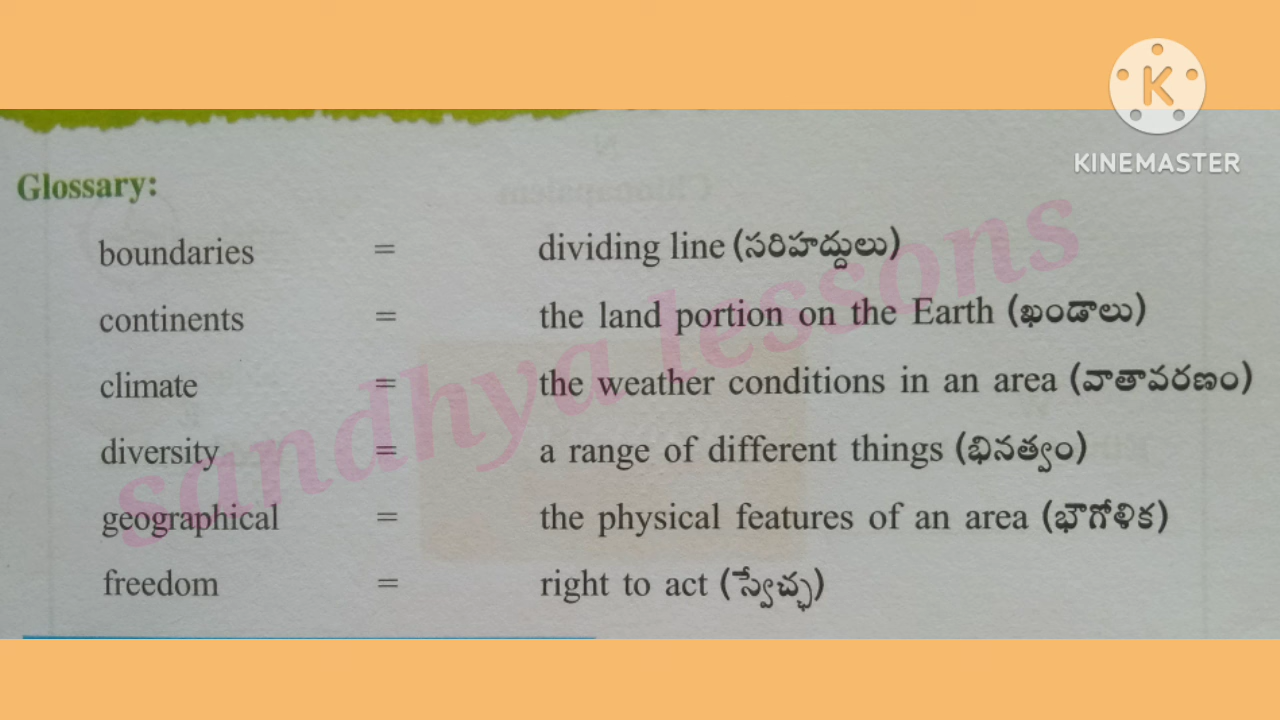 KINEMASTER
Glossary:
boundaries = dividing line (సరిహద్దులు)
continents = the land portion on the Earth (ఖండాలు)
climate = the weather conditions in an area (వాతావరణం)
diversity = a range of different things (భినత్వం)
geographical = the physical features of an area (భౌగోళిక)
freedom = right to act (స్వేచ్ఛ)
sandhya lessons